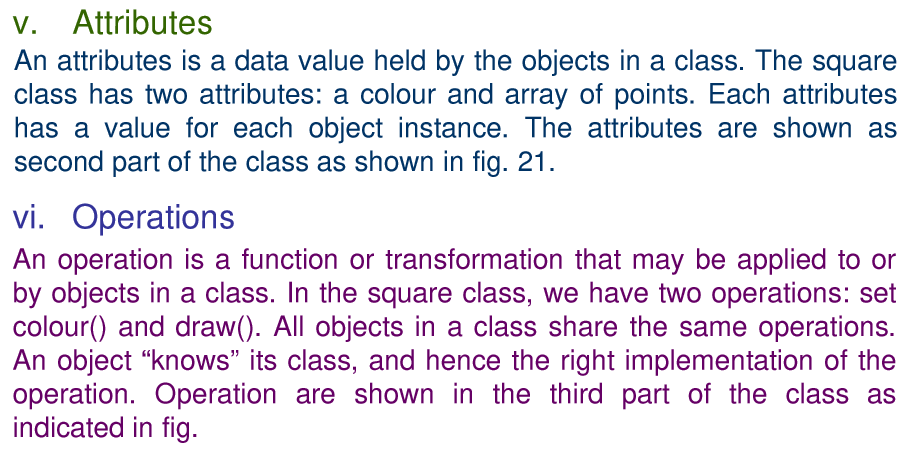 v. Attributes
An attributes is a data value held by the objects in a class. The square
class has two attributes: a colour and array of points. Each attributes
has a value for each object instance. The attributes are shown as
second part of the class as shown in fig. 21.
vi. Operations
An operation is a function or transformation that may be applied to or
by objects in a class. In the square class, we have two operations: set
colour() and draw(). All objects in a class share the same operations.
An object “knows” its class, and hence the right implementation of the
operation. Operation are shown in the third part of the class as
indicated in fig.